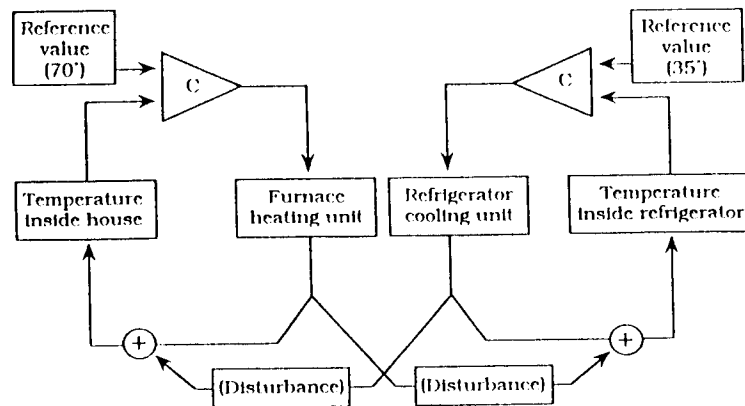 Reference
value
(70°)
Reference
value
(35°)
C
C
Temperature
inside house
Furnace
heating unit
Refrigerator
cooling unit
Temperature
inside refrigerator
+
+
(Disturbance)
(Disturbance)